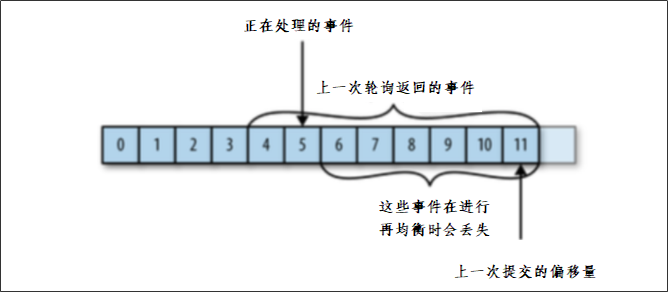 正在处理的事件
上一次轮询返回的事件
0 1 2 3 4 5 6 7 8 9 10 11
这些事件在进行
再均衡时会丢失
上一次提交的偏移量